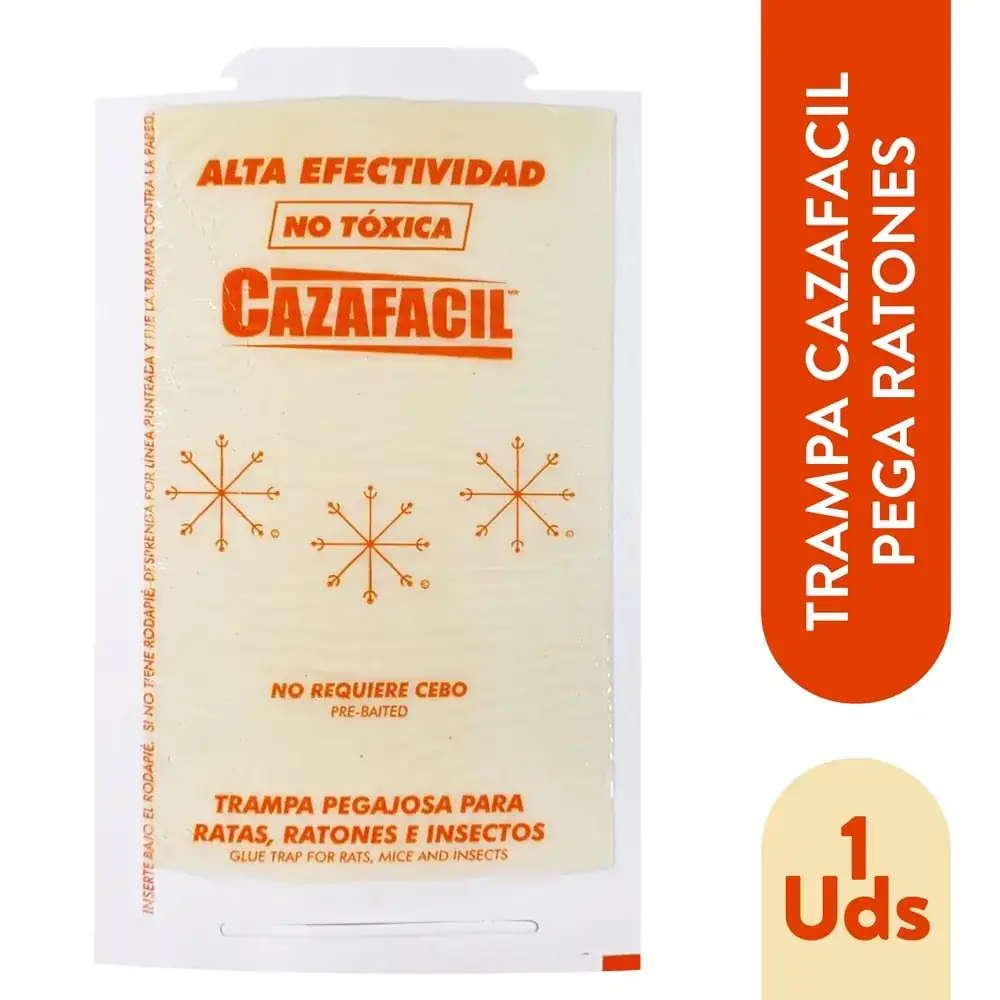 ALTA EFECTIVIDAD
NO TÓXICA
CAZAFACIL
NO REQUIERE CEBO
PRE-BAITED
TRAMPA PEGAJOSA PARA
RATAS, RATONES E INSECTOS
GLUE TRAP FOR RATS, MICE AND INSECTS
INSERTE BAJO EL RODAPIÉ. SI NO TIENE RODAPIÉ, DESPRENDA POR LINEA PUNTEADA Y FIJE LA TRAMPA CONTRA LA PARED.
TRAMPA CAZAFACIL
PEGA RATONES
1
Uds